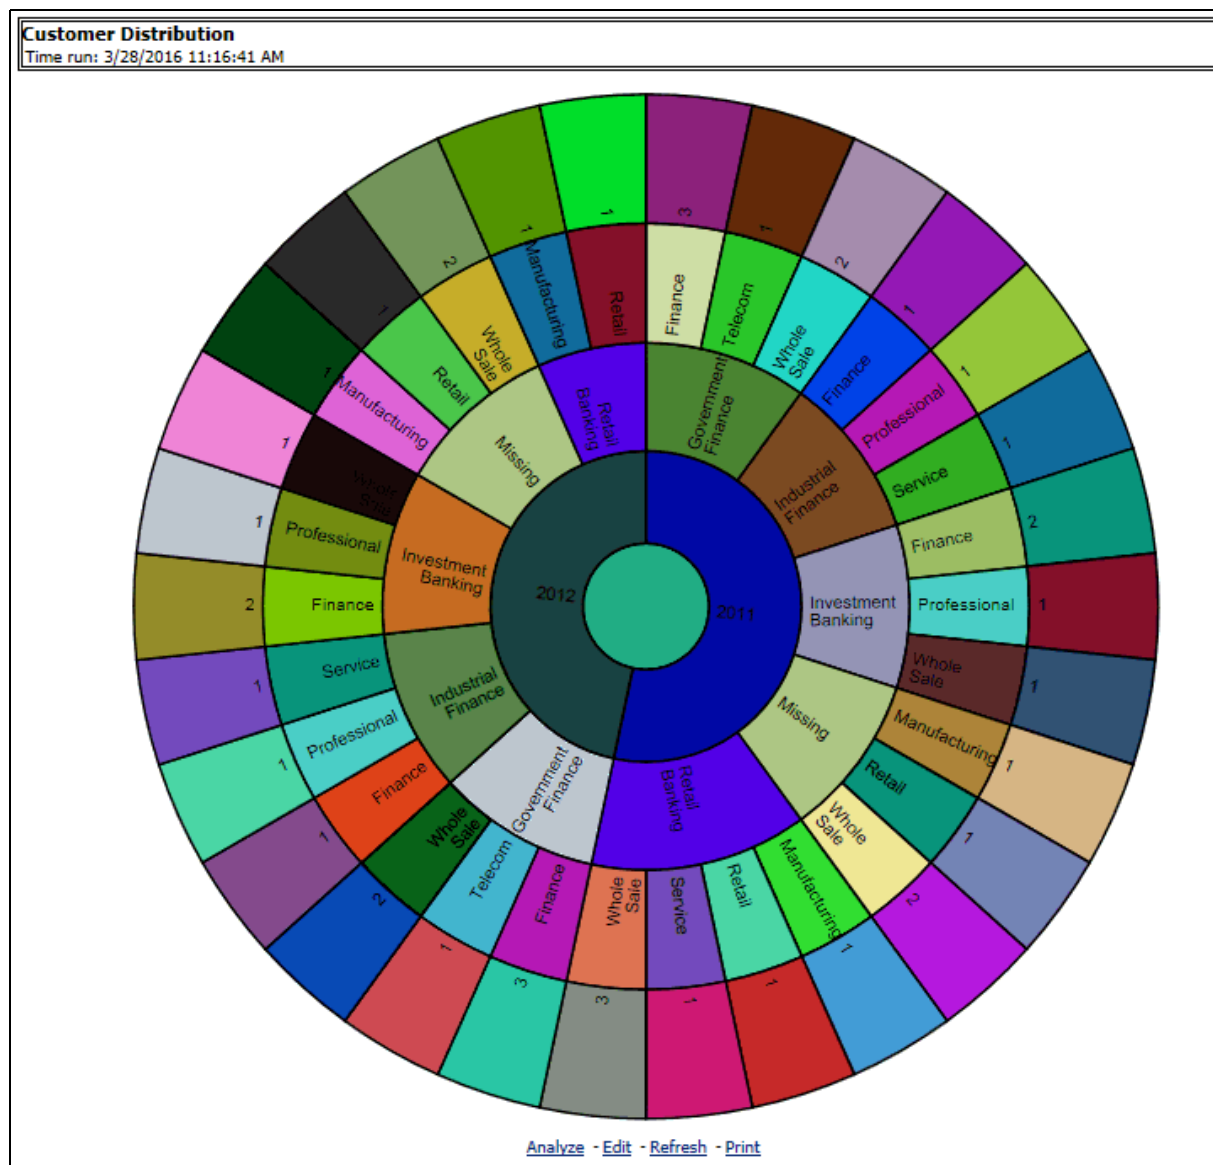 Customer Distribution
Time run: 3/28/2016 11:16:41 AM
2011
Government
Finance
Finance
3
Telecom
1
Whole
Sale
2
Industrial
Finance
Finance
1
Professional
1
Service
1
Investment
Banking
Finance
2
Professional
1
Whole
Sale
1
Missing
Manufacturing
1
Retail
1
Whole
Sale
2
Retail
Banking
Manufacturing
1
Retail
1
Service
1
Whole
Sale
3
2012
Government
Finance
Finance
3
Telecom
1
Whole
Sale
2
Industrial
Finance
Finance
1
Professional
1
Service
1
Investment
Banking
Finance
2
Professional
1
Whole
Sale
1
Missing
Manufacturing
1
Retail
1
Whole
Sale
2
Retail
Banking
Manufacturing
1
Retail
1
Analyze - Edit - Refresh - Print